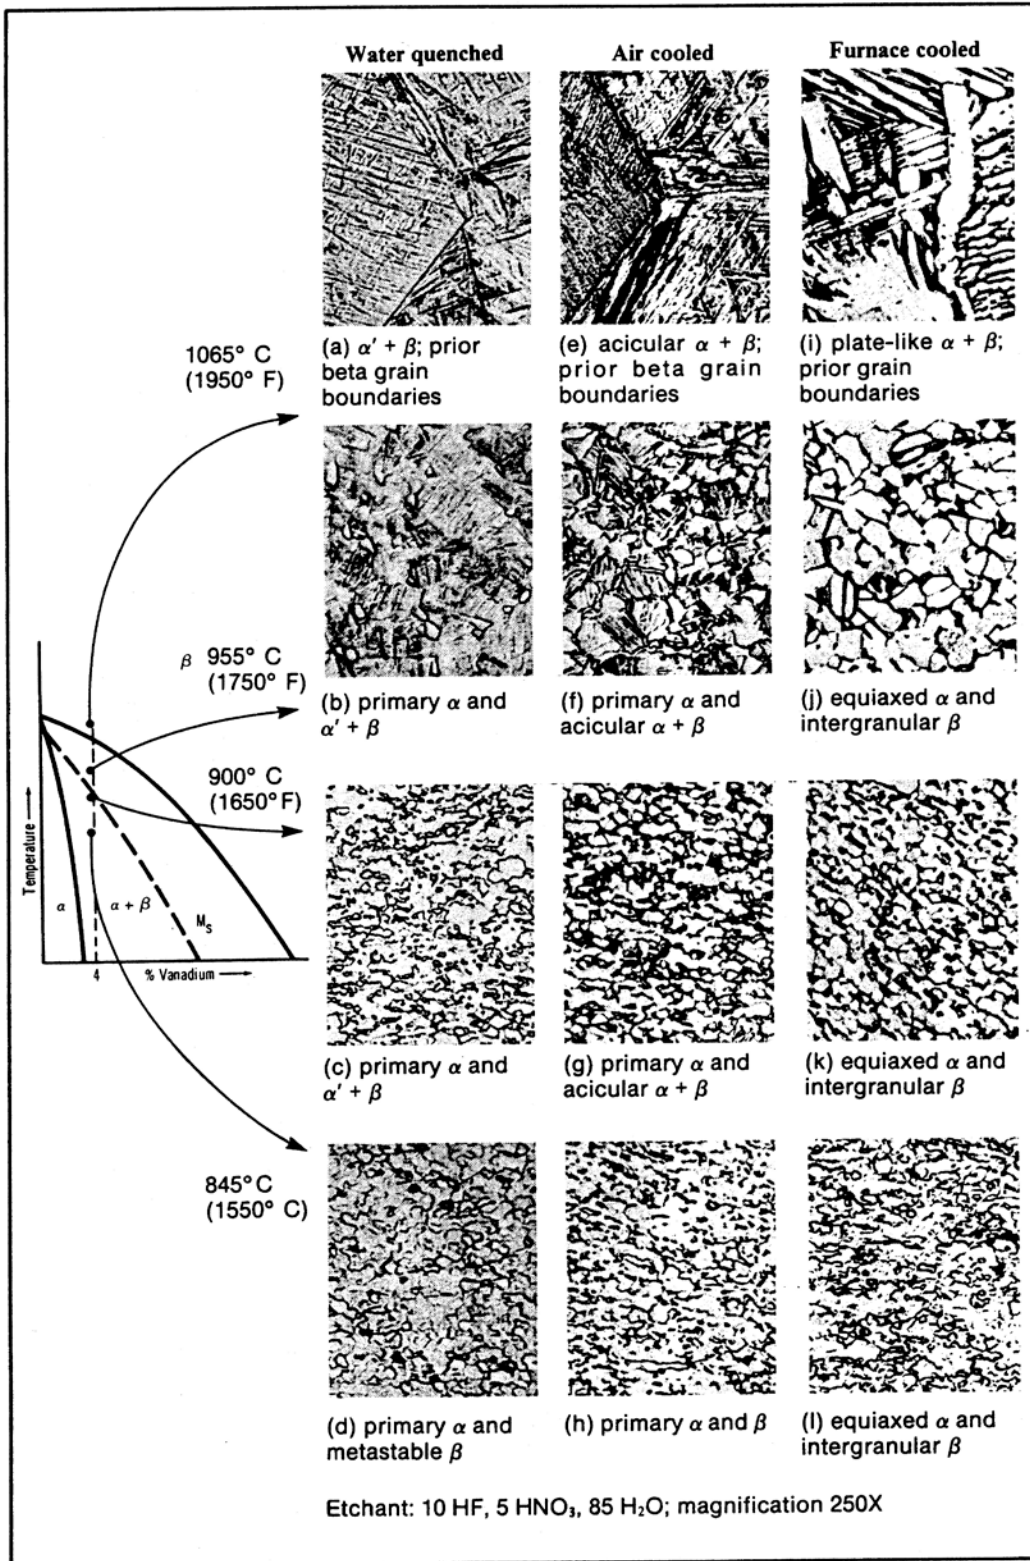 Water quenched
Air cooled
Furnace cooled
1065° C
(1950° F)
(a) α′ + β; prior
beta grain
boundaries
(e) acicular α + β;
prior beta grain
boundaries
(i) plate-like α + β;
prior grain
boundaries
β
955° C
(1750° F)
(b) primary α and
α′ + β
(f) primary α and
acicular α + β
(j) equiaxed α and
intergranular β
900° C
(1650° F)
Temperature
α
α + β
Ms
4
% Vanadium
(c) primary α and
α′ + β
(g) primary α and
acicular α + β
(k) equiaxed α and
intergranular β
845° C
(1550° C)
(d) primary α and
metastable β
(h) primary α and β
(l) equiaxed α and
intergranular β
Etchant: 10 HF, 5 HNO₃, 85 H₂O; magnification 250X